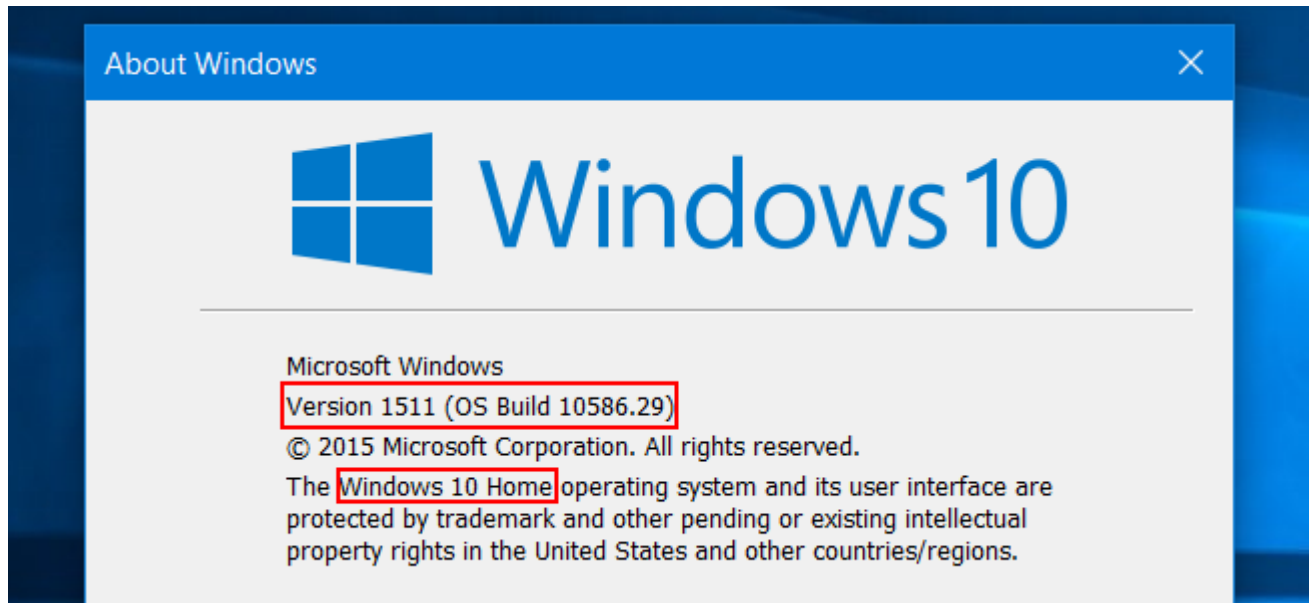 About Windows
Windows 10
Microsoft Windows
Version 1511 (OS Build 10586.29)
© 2015 Microsoft Corporation. All rights reserved.
The Windows 10 Home operating system and its user interface are
protected by trademark and other pending or existing intellectual
property rights in the United States and other countries/regions.